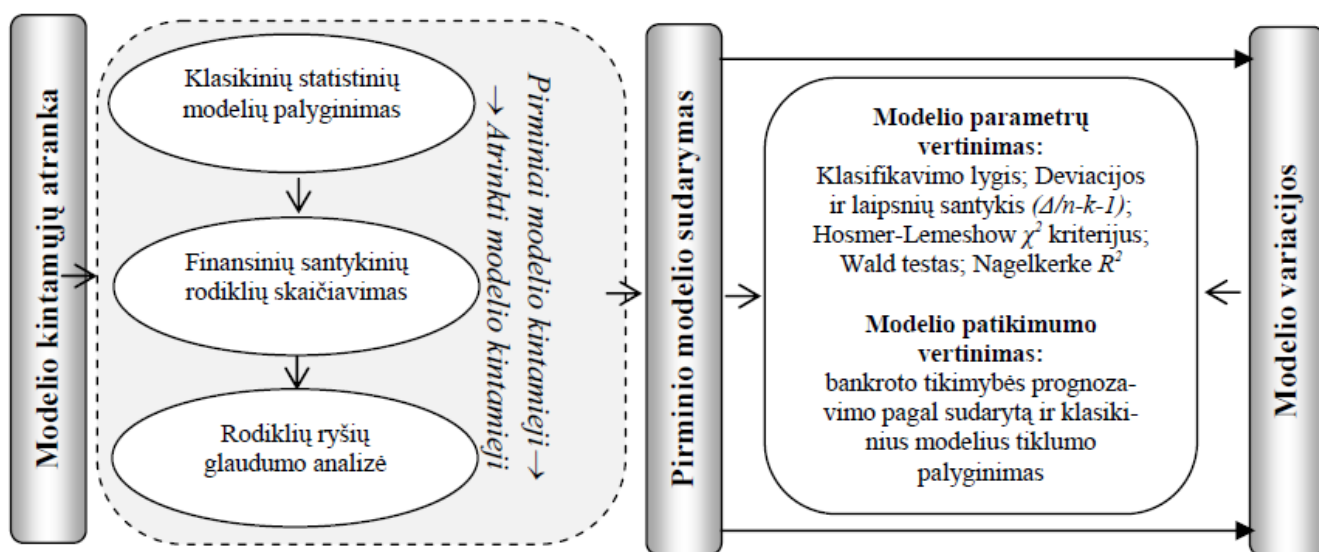 Modelio kintamųjų atranka
Klasikinių statistinių
modelių palyginimas
Finansinių santykinių
rodiklių skaičiavimas
Rodiklių ryšių
glaudumo analizė
Pirminiai modelio kintamieji→
→ Atrinkti modelio kintamieji
Pirminio modelio sudarymas
Modelio parametrų
vertinimas:
Klasifikavimo lygis; Deviacijos
ir laipsnių santykis (Δ/n-k-1);
Hosmer-Lemeshow χ² kriterijus;
Wald testas; Nagelkerke R²
Modelio patikimumo
vertinimas:
bankroto tikimybės prognoza-
vimo pagal sudarytą ir klasiki-
nius modelius tiklumo
palyginimas
Modelio variacijos